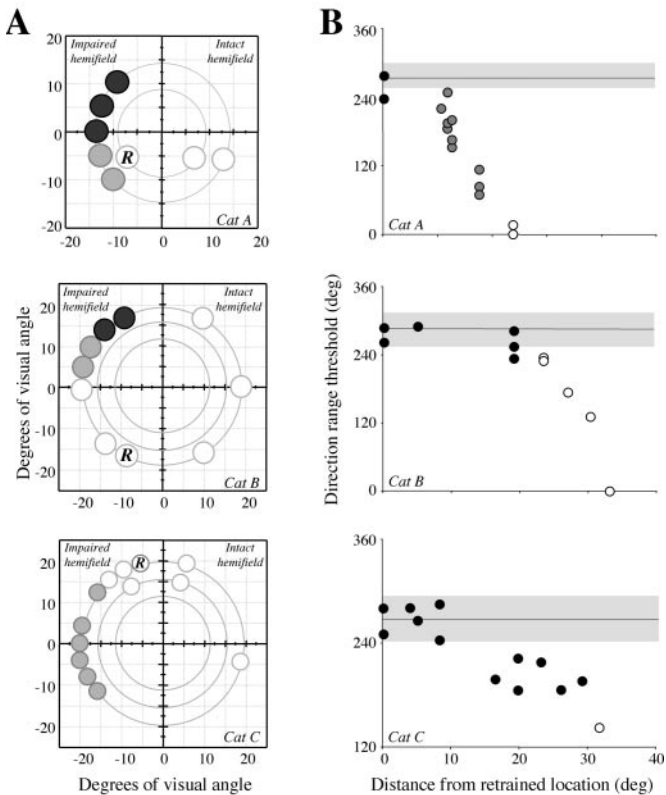 A
B
Impaired hemifield
Intact hemifield
20
10
0
-10
-20
R
Cat A
-20 -10 0 10 20
360
240
120
0
Cat A
Impaired hemifield
Intact hemifield
20
10
0
-10
-20
R
Cat B
-20 -10 0 10 20
360
240
120
0
Cat B
Degrees of visual angle
Direction range threshold (deg)
Impaired hemifield
Intact hemifield
20
10
0
-10
-20
R
Cat C
-20 -10 0 10 20
Degrees of visual angle
360
240
120
Cat C
0 10 20 30 40
Distance from retrained location (deg)